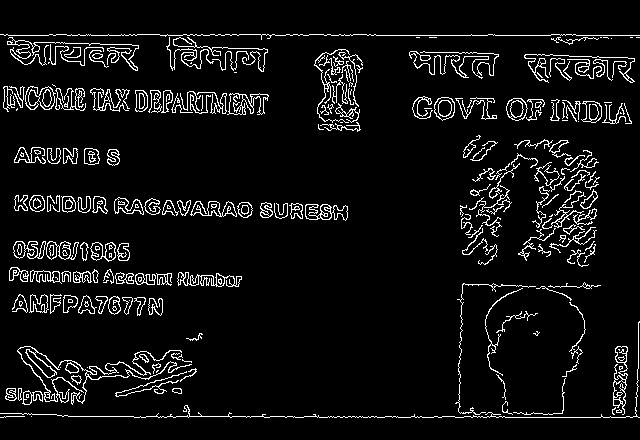 आयकर विभाग
भारत सरकार
INCOME TAX DEPARTMENT
GOVT. OF INDIA
ARUN B S
KONDUR RAGAVARAO SURESH
05/06/1985
Permanent Account Number
AMFPA7677N
Signature